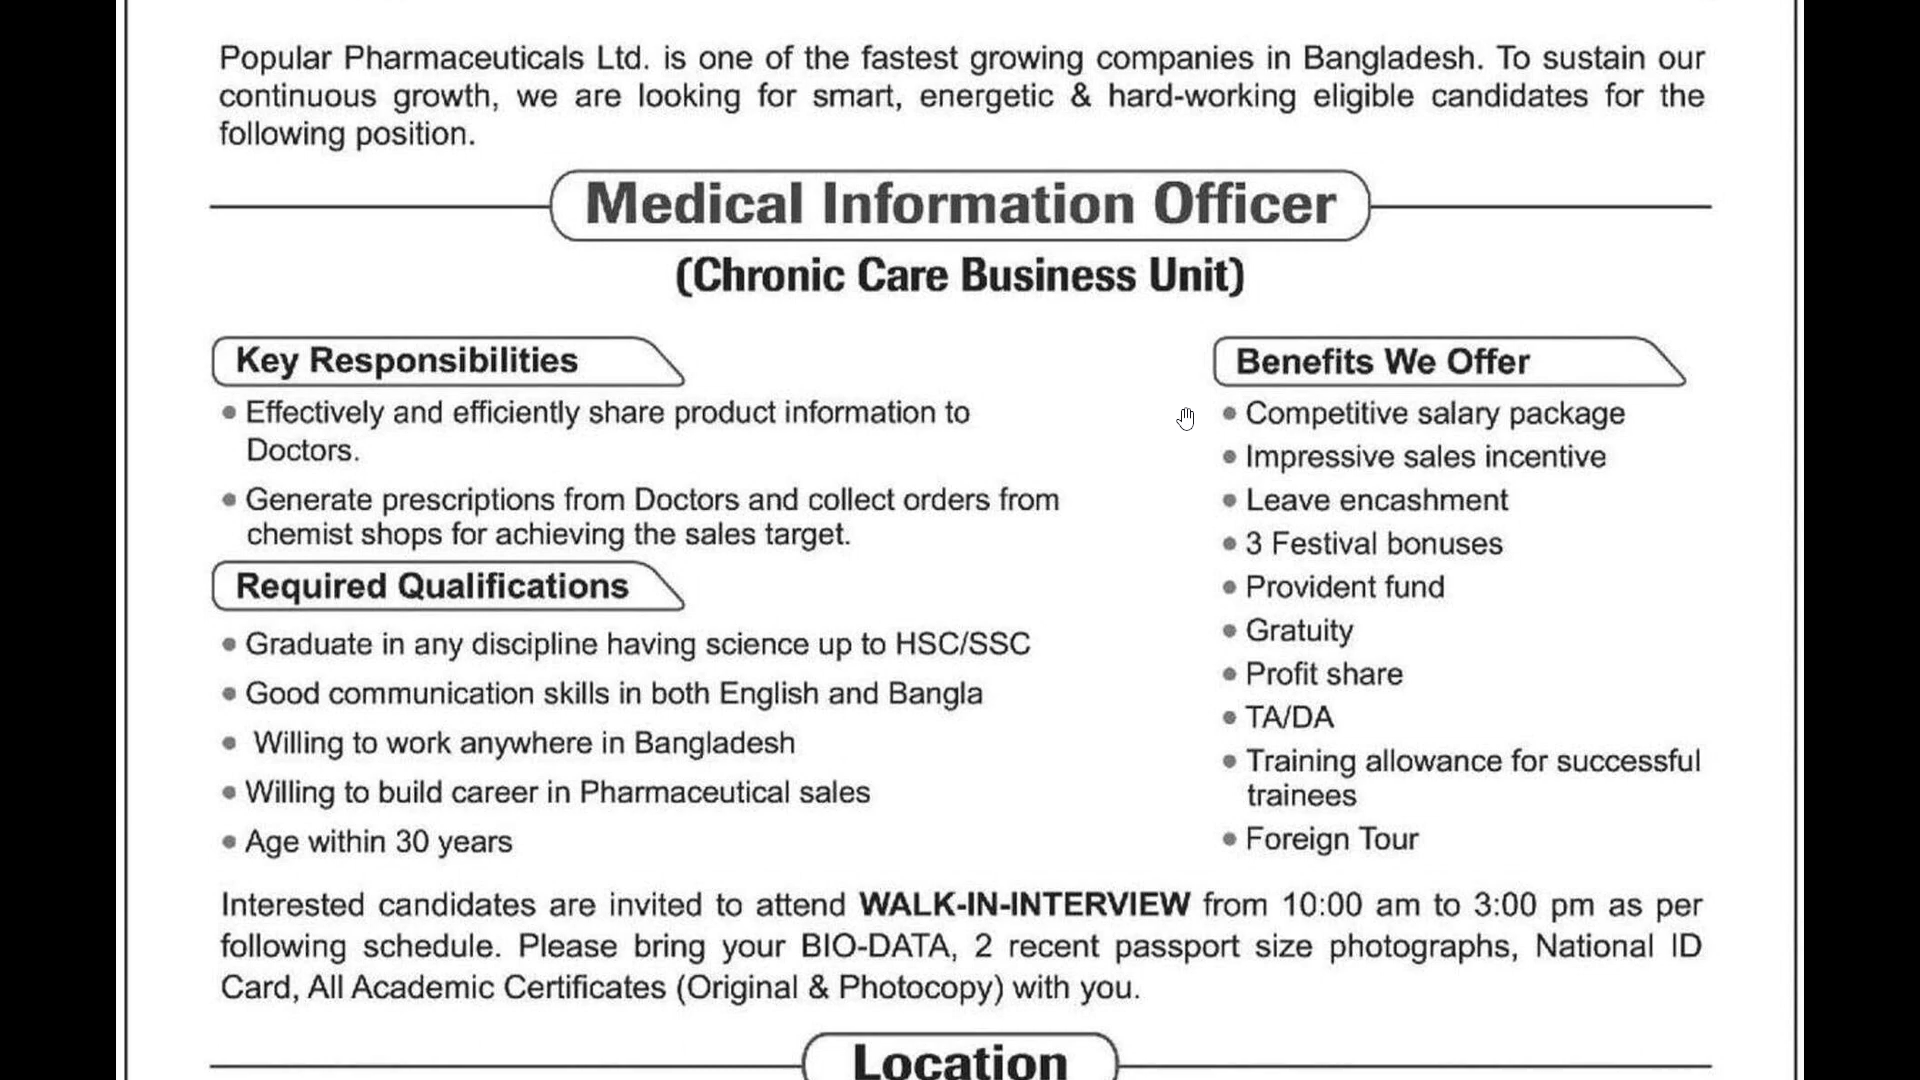 Popular Pharmaceuticals Ltd. is one of the fastest growing companies in Bangladesh. To sustain our
continuous growth, we are looking for smart, energetic & hard-working eligible candidates for the
following position.
Medical Information Officer
(Chronic Care Business Unit)
Key Responsibilities
• Effectively and efficiently share product information to
Doctors.
• Generate prescriptions from Doctors and collect orders from
chemist shops for achieving the sales target.
Required Qualifications
• Graduate in any discipline having science up to HSC/SSC
• Good communication skills in both English and Bangla
• Willing to work anywhere in Bangladesh
• Willing to build career in Pharmaceutical sales
• Age within 30 years
Benefits We Offer
• Competitive salary package
• Impressive sales incentive
• Leave encashment
• 3 Festival bonuses
• Provident fund
• Gratuity
• Profit share
• TA/DA
• Training allowance for successful
trainees
• Foreign Tour
Interested candidates are invited to attend WALK-IN-INTERVIEW from 10:00 am to 3:00 pm as per
following schedule. Please bring your BIO-DATA, 2 recent passport size photographs, National ID
Card, All Academic Certificates (Original & Photocopy) with you.
Location